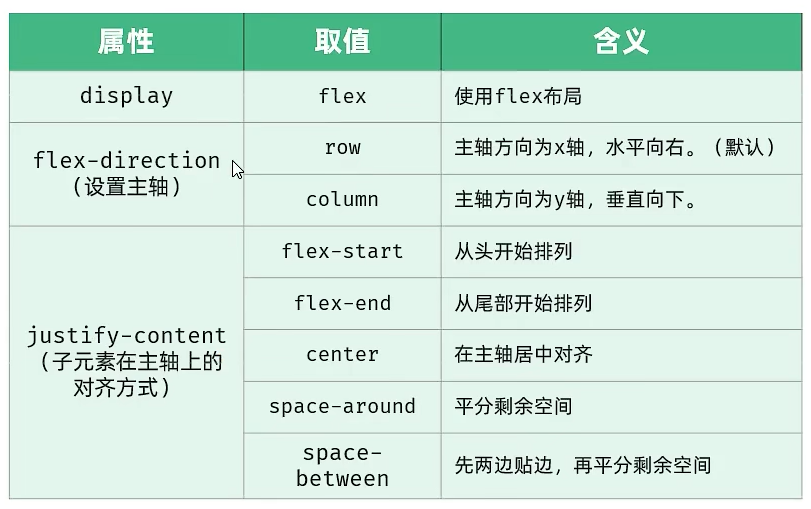 属性 取值 含义
display flex 使用flex布局
flex-direction
(设置主轴)
row 主轴方向为x轴，水平向右。（默认）
column 主轴方向为y轴，垂直向下。
justify-content
(子元素在主轴上的
对齐方式)
flex-start 从头开始排列
flex-end 从尾部开始排列
center 在主轴居中对齐
space-around 平分剩余空间
space-
between
先两边贴边，再平分剩余空间